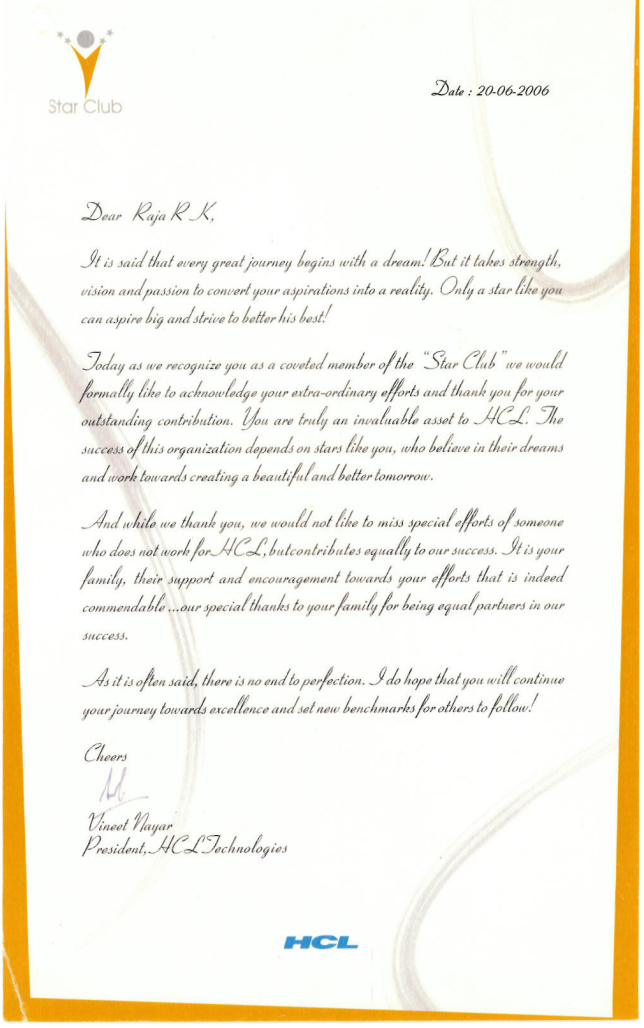 Star Club
Date : 20-06-2006
Dear Raja R K,
It is said that every great journey begins with a dream! But it takes strength,
vision and passion to convert your aspirations into a reality. Only a star like you
can aspire big and strive to better his best!
Today as we recognize you as a coveted member of the "Star Club" we would
formally like to acknowledge your extra-ordinary efforts and thank you for your
outstanding contribution. You are truly an invaluable asset to HCL. The
success of this organization depends on stars like you, who believe in their dreams
and work towards creating a beautiful and better tomorrow.
And while we thank you, we would not like to miss special efforts of someone
who does not work for HCL, but contributes equally to our success. It is your
family, their support and encouragement towards your efforts that is indeed
commendable ...our special thanks to your family for being equal partners in our
success.
As it is often said, there is no end to perfection. I do hope that you will continue
your journey towards excellence and set new benchmarks for others to follow!
Cheers
Vineet Nayar
President, HCL Technologies
HCL